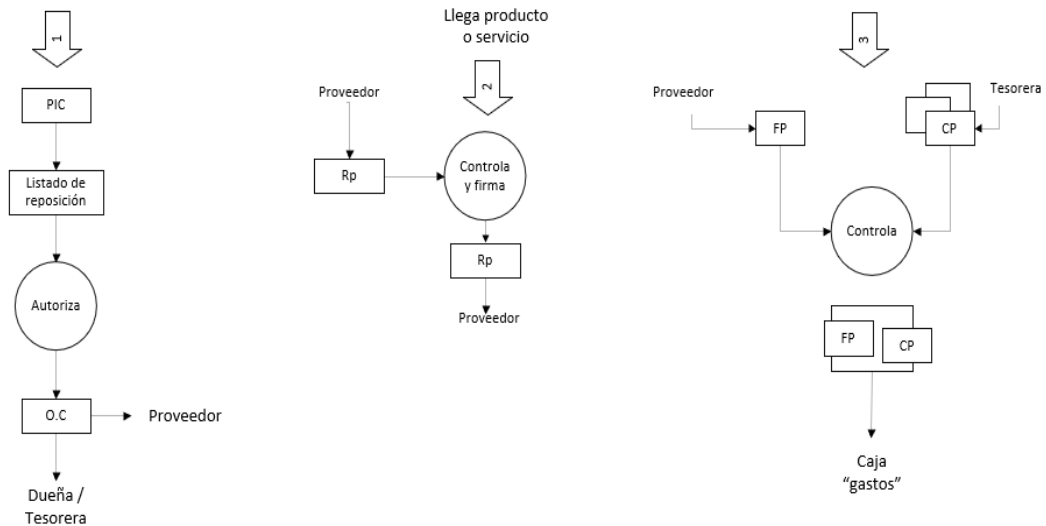 1
PIC
Listado de
reposición
Autoriza
O.C
Proveedor
Dueña /
Tesorera
Llega producto
o servicio
2
Proveedor
Rp
Controla
y firma
Rp
Proveedor
3
Proveedor
FP
Tesorera
CP
Controla
FP
CP
Caja
“gastos”